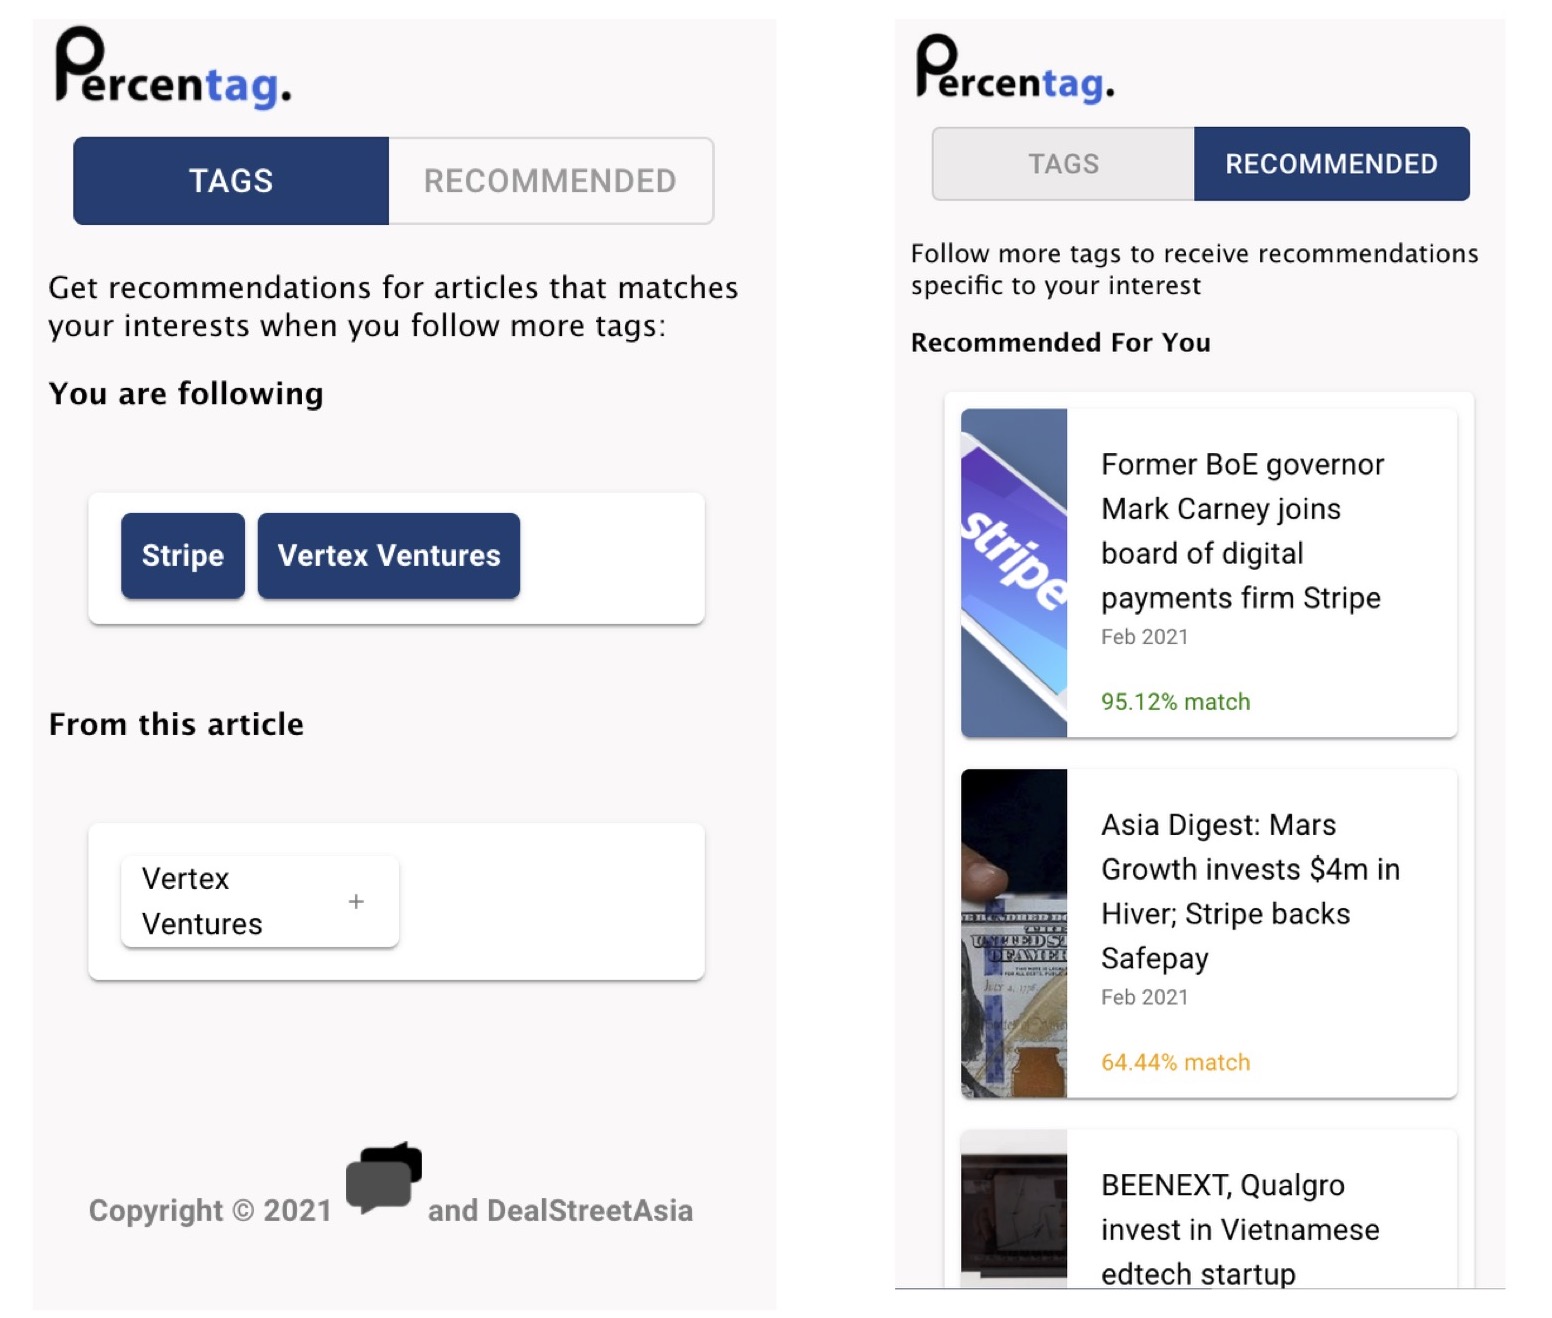 Percentag.
TAGS
RECOMMENDED
Get recommendations for articles that matches
your interests when you follow more tags:
You are following
Stripe
Vertex Ventures
From this article
Vertex
Ventures
+
Copyright © 2021
and DealStreetAsia
Percentag.
TAGS
RECOMMENDED
Follow more tags to receive recommendations
specific to your interest
Recommended For You
stripe
Former BoE governor
Mark Carney joins
board of digital
payments firm Stripe
Feb 2021
95.12% match
Asia Digest: Mars
Growth invests $4m in
Hiver; Stripe backs
Safepay
Feb 2021
64.44% match
BEENEXT, Qualgro
invest in Vietnamese
edtech startup